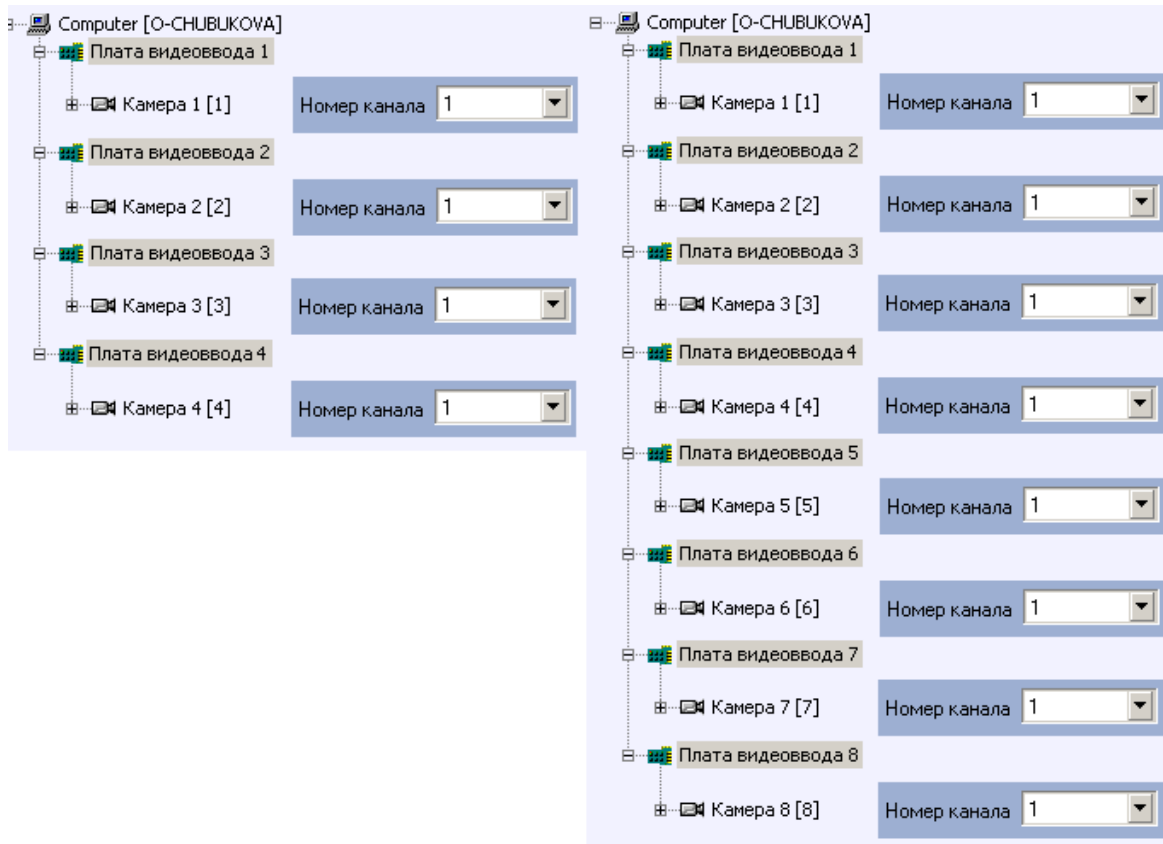 Computer [O-CHUBUKOVA]
Плата видеоввода 1
Камера 1 [1] Номер канала 1
Плата видеоввода 2
Камера 2 [2] Номер канала 1
Плата видеоввода 3
Камера 3 [3] Номер канала 1
Плата видеоввода 4
Камера 4 [4] Номер канала 1
Computer [O-CHUBUKOVA]
Плата видеоввода 1
Камера 1 [1] Номер канала 1
Плата видеоввода 2
Камера 2 [2] Номер канала 1
Плата видеоввода 3
Камера 3 [3] Номер канала 1
Плата видеоввода 4
Камера 4 [4] Номер канала 1
Плата видеоввода 5
Камера 5 [5] Номер канала 1
Плата видеоввода 6
Камера 6 [6] Номер канала 1
Плата видеоввода 7
Камера 7 [7] Номер канала 1
Плата видеоввода 8
Камера 8 [8] Номер канала 1